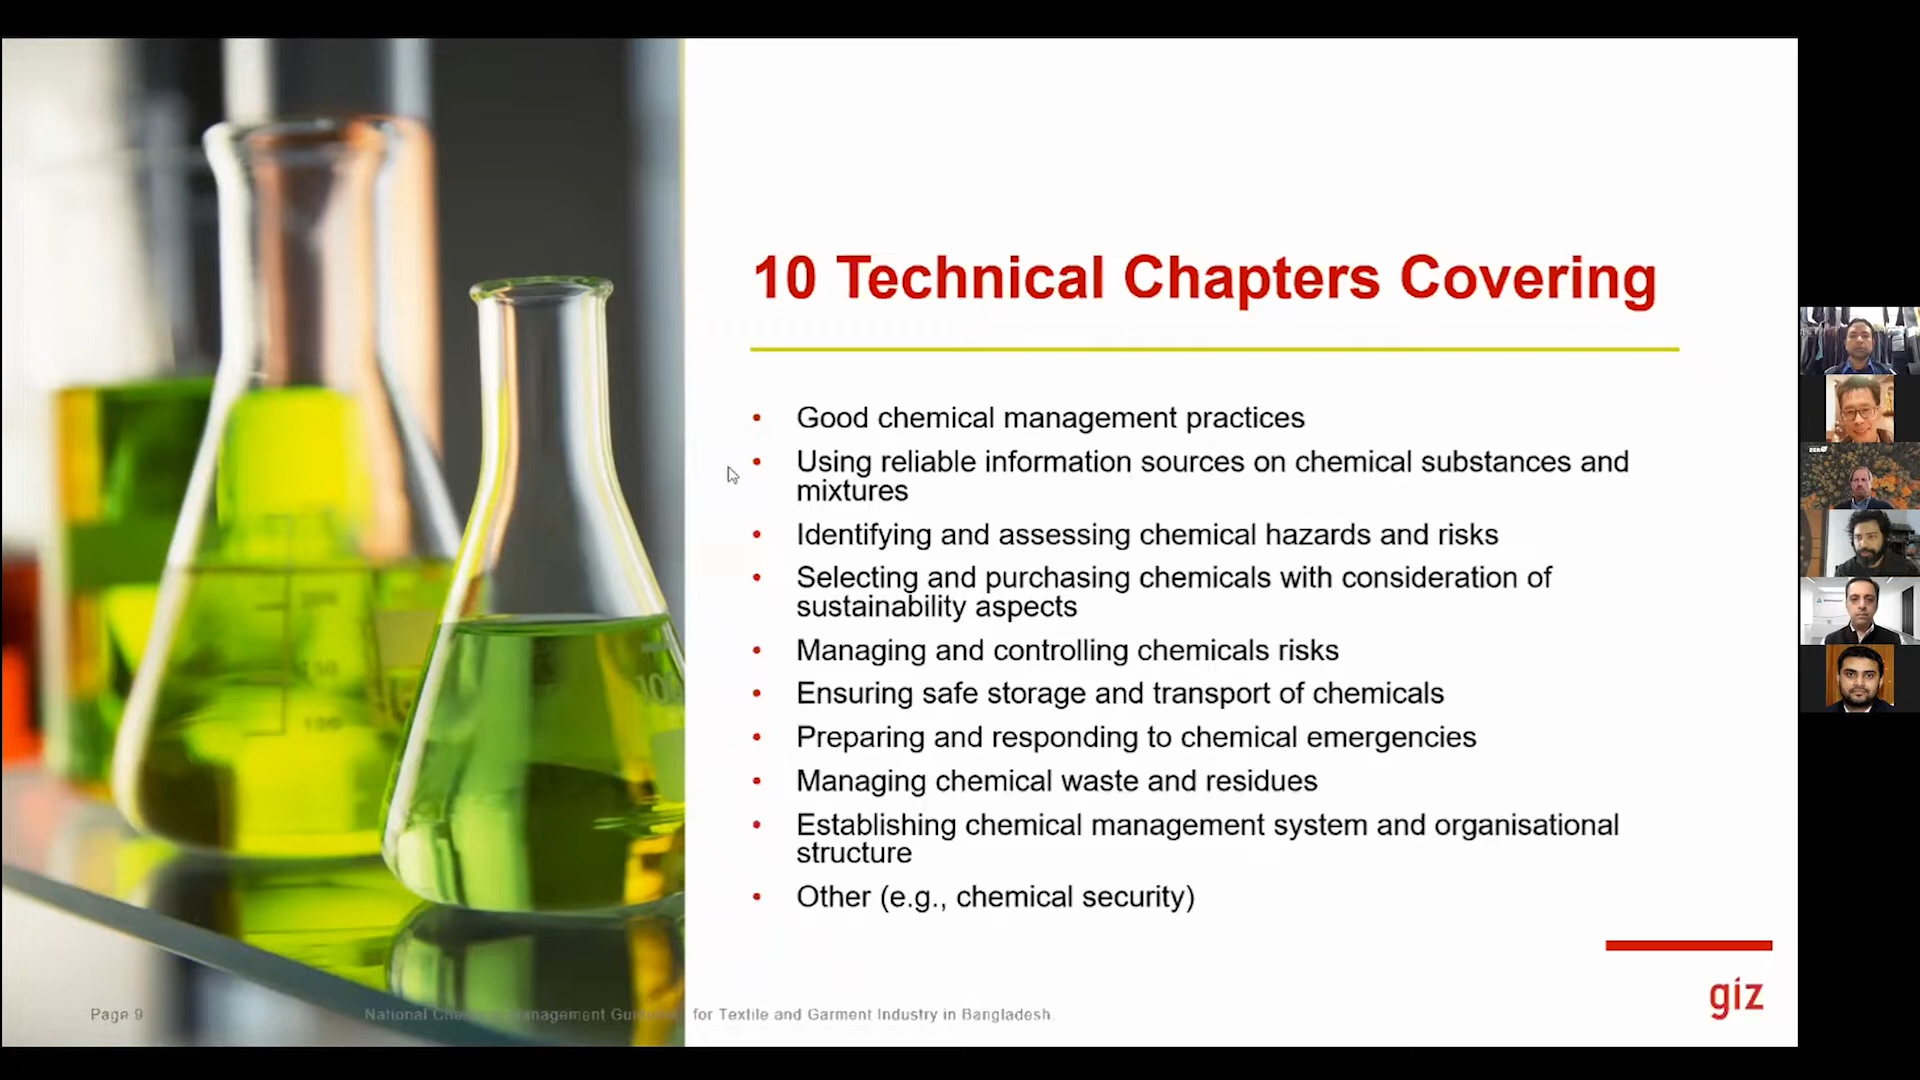 10 Technical Chapters Covering
• Good chemical management practices
• Using reliable information sources on chemical substances and
mixtures
• Identifying and assessing chemical hazards and risks
• Selecting and purchasing chemicals with consideration of
sustainability aspects
• Managing and controlling chemicals risks
• Ensuring safe storage and transport of chemicals
• Preparing and responding to chemical emergencies
• Managing chemical waste and residues
• Establishing chemical management system and organisational
structure
• Other (e.g., chemical security)
giz
Page 9
National for Textile and Garment Industry in Bangladesh